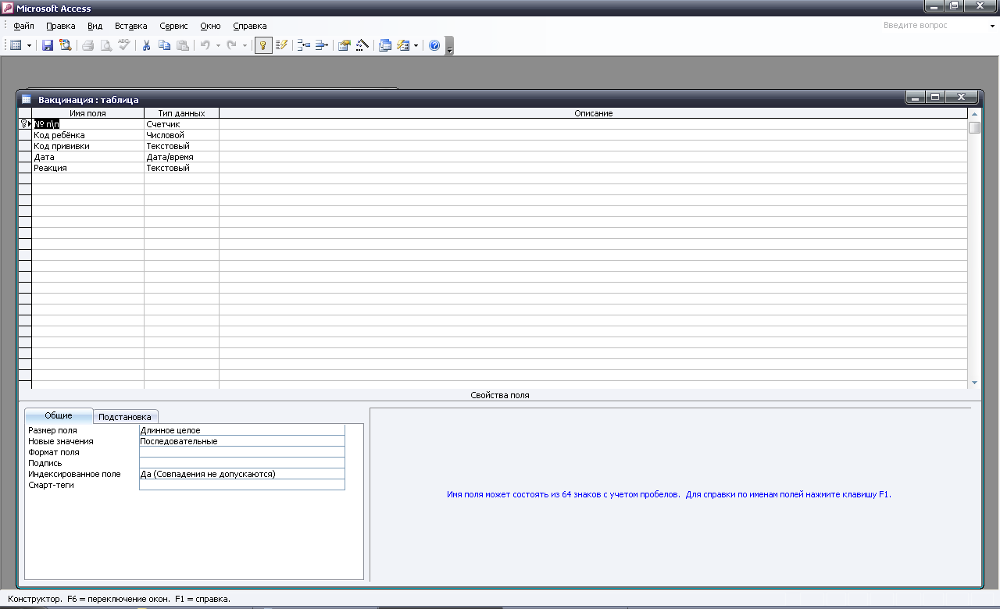 Microsoft Access
Файл Правка Вид Вставка Сервис Окно Справка Введите вопрос
Вакцинация : таблица
Имя поля Тип данных Описание
№ п\п Счетчик
Код ребёнка Числовой
Код прививки Текстовый
Дата Дата/время
Реакция Текстовый
Свойства поля
Общие Подстановка
Размер поля Длинное целое
Новые значения Последовательные
Формат поля
Подпись
Индексированное поле Да (Совпадения не допускаются)
Смарт-теги
Имя поля может состоять из 64 знаков с учетом пробелов. Для справки по именам полей нажмите клавишу F1.
Конструктор. F6 = переключение окон. F1 = справка.